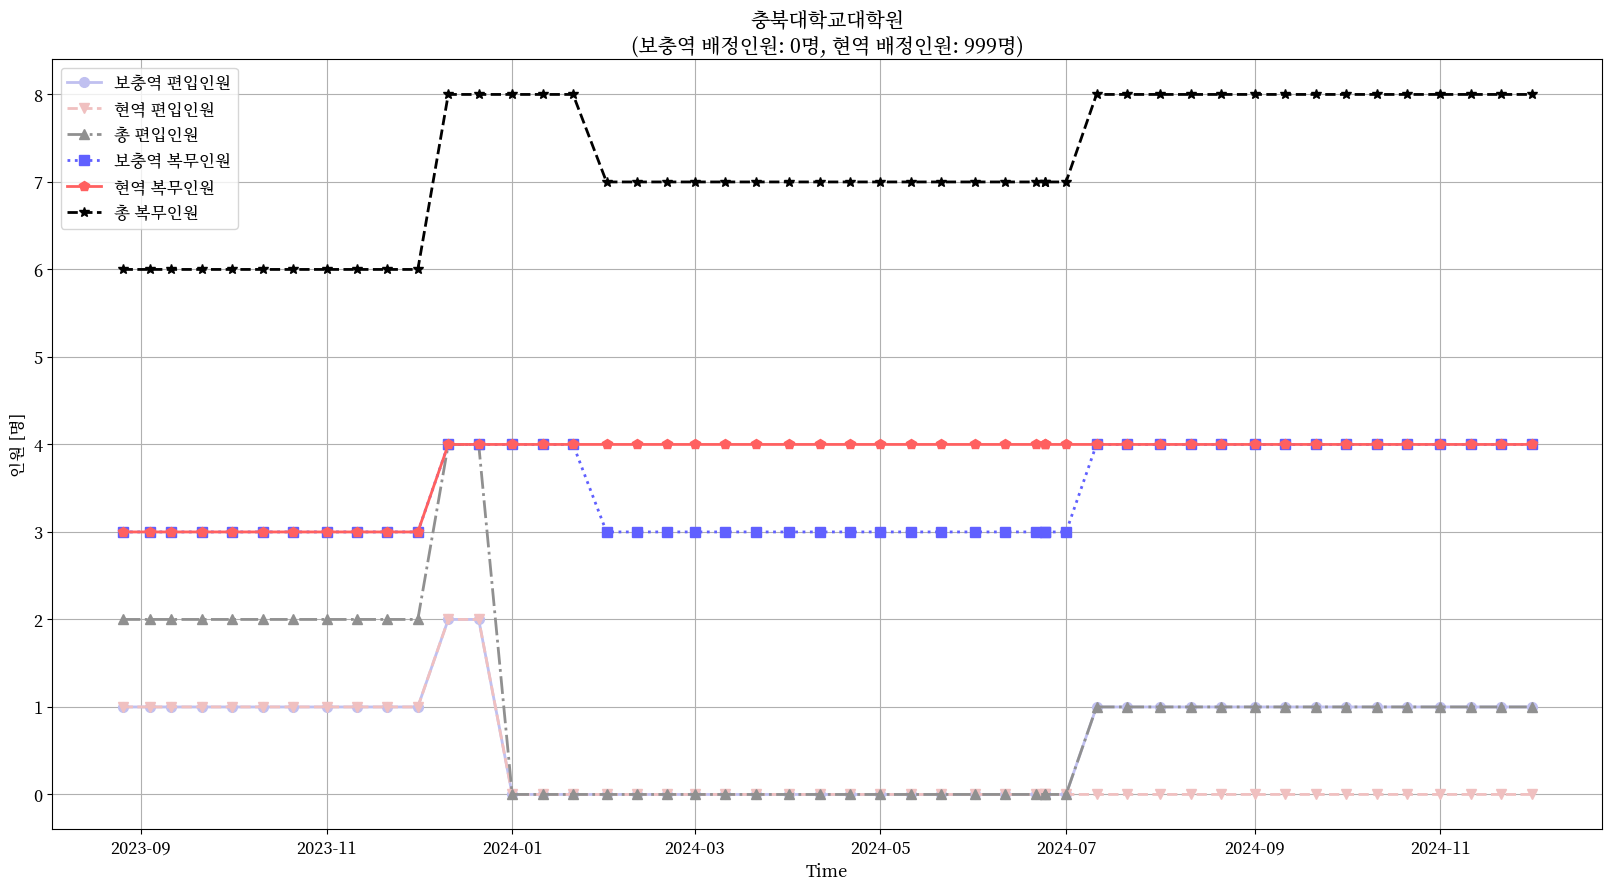 충북대학교대학원
(보충역 배정인원: 0명, 현역 배정인원: 999명)
보충역 편입인원
현역 편입인원
총 편입인원
보충역 복무인원
현역 복무인원
총 복무인원
인원 [명]
8
7
6
5
4
3
2
1
0
2023-09
2023-11
2024-01
2024-03
2024-05
2024-07
2024-09
2024-11
Time